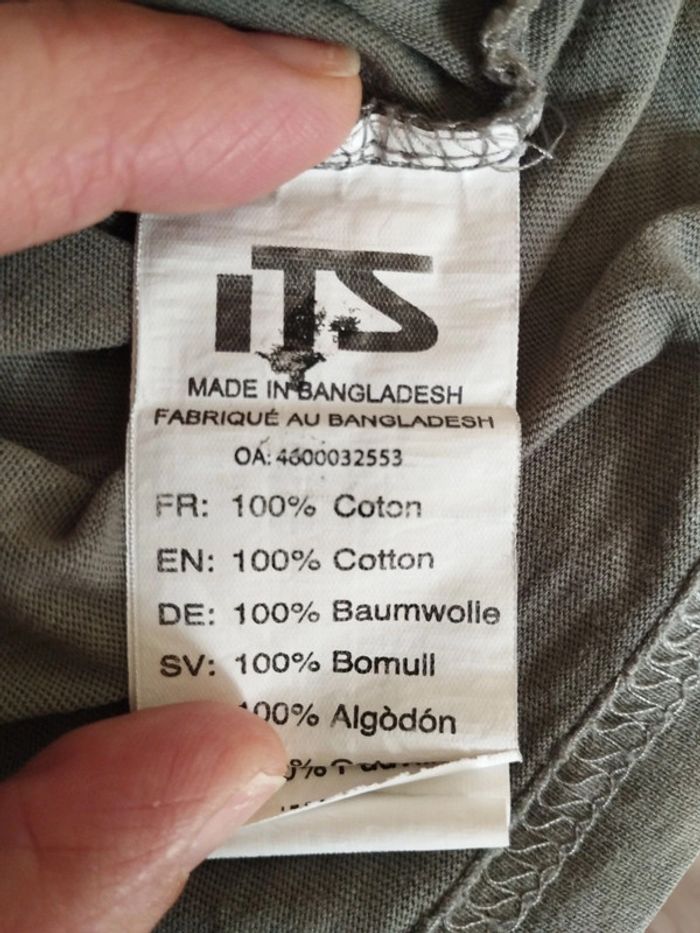 iTS
MADE IN BANGLADESH
FABRIQUÉ AU BANGLADESH
OA: 4600032553
FR: 100% Coton
EN: 100% Cotton
DE: 100% Baumwolle
SV: 100% Bomull
100% Algòdón